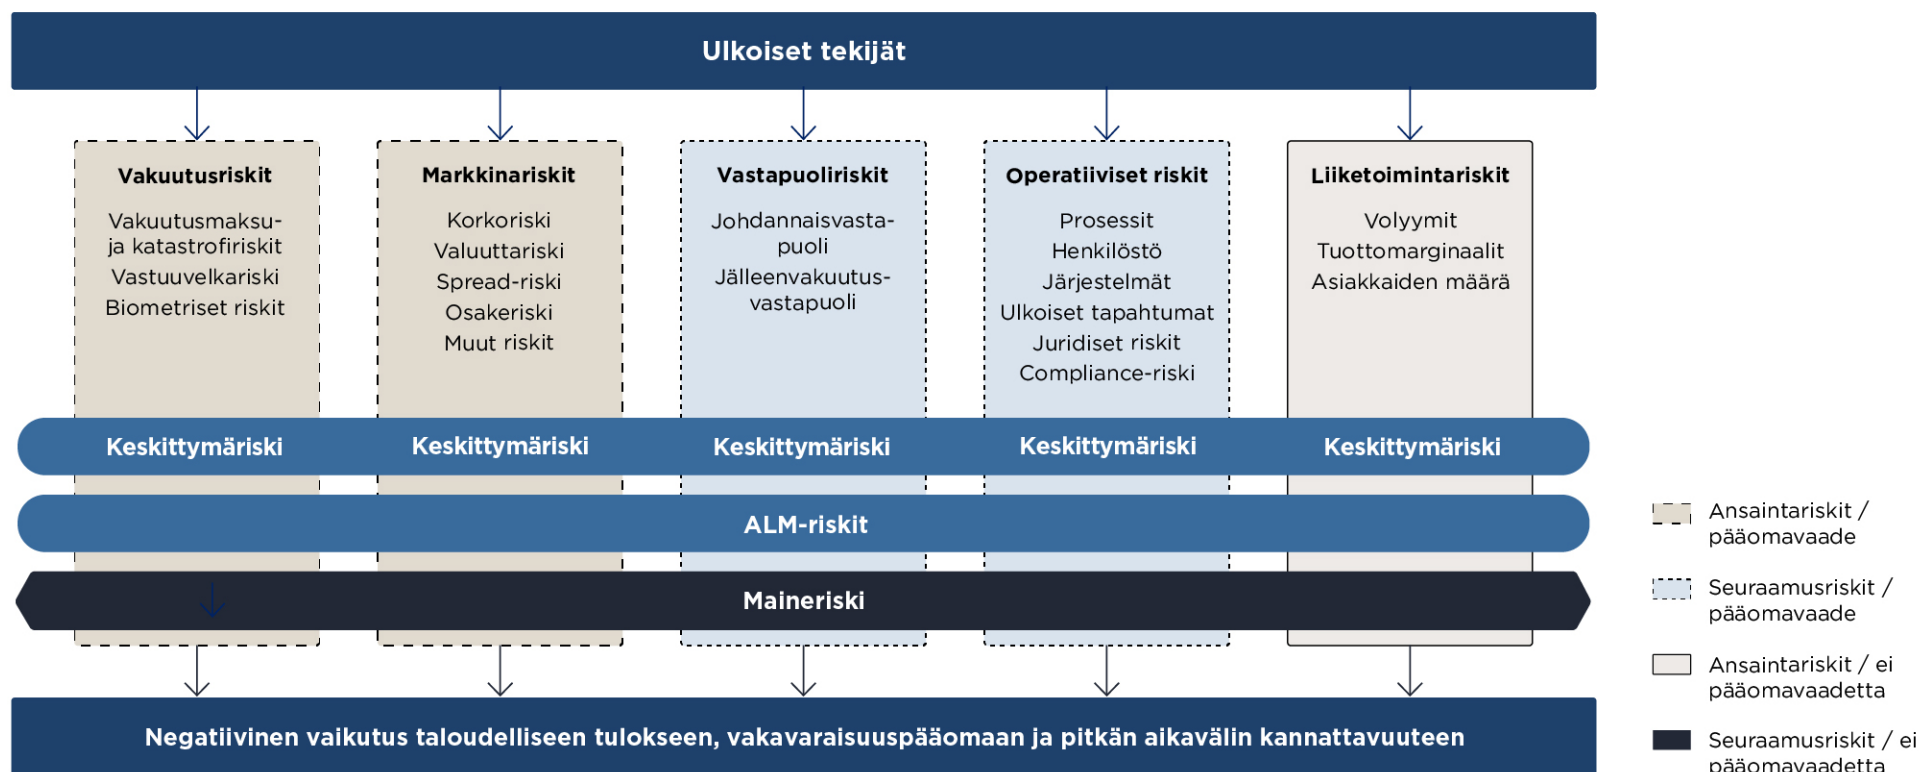 Ulkoiset tekijät
Vakuutusriskit
Vakuutusmaksu-
ja katastrofiriskit
Vastuuvelkariski
Biometriset riskit
Markkinariskit
Korkoriski
Valuuttariski
Spread-riski
Osakeriski
Muut riskit
Vastapuoliriskit
Johdannaisvasta-
puoli
Jälleenvakuutus-
vastapuoli
Operatiiviset riskit
Prosessit
Henkilöstö
Järjestelmät
Ulkoiset tapahtumat
Juridiset riskit
Compliance-riski
Liiketoimintariskit
Volyymit
Tuottomarginaalit
Asiakkaiden määrä
Keskittymäriski
Keskittymäriski
Keskittymäriski
Keskittymäriski
Keskittymäriski
ALM-riskit
Maineriski
Negatiivinen vaikutus taloudelliseen tulokseen, vakavaraisuuspääomaan ja pitkän aikavälin kannattavuuteen
Ansaintariskit /
pääomavaade
Seuraamusriskit /
pääomavaade
Ansaintariskit / ei
pääomavaadetta
Seuraamusriskit / ei
pääomavaadetta